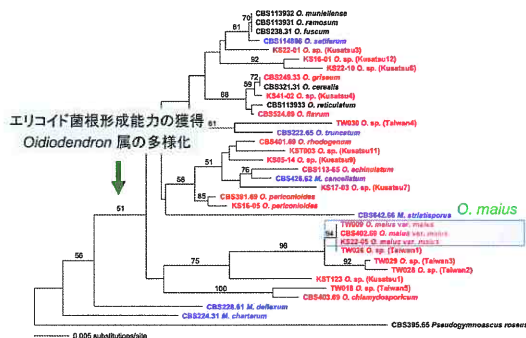 CBS113932 O. muniellense
CBS113931 O. ramosum
CBS238.31 O. fuscum
CBS114896 O. setiferum
KS22-01 O. sp. (Kusatsu3)
KS16-01 O. sp. (Kusatsu12)
KS22-10 O. sp. (Kusatsu6)
CBS249.33 O. griseum
CBS321.31 O. cerealis
KS41-02 O. sp. (Kusatsu4)
CBS113933 O. reticulatum
CBS524.89 O. flavum
TW030 O. sp. (Taiwan4)
CBS222.65 O. truncatum
CBS401.69 O. rhodogenum
KST003 O. sp. (Kusatsu11)
KS05-14 O. sp. (Kusatsu9)
CBS113-65 O. echinulatum
CBS426.62 M. cancellatum
KS17-03 O. sp. (Kusatsu7)
CBS391.69 O. periconioides
KS16-05 O. periconioides
CBS642.66 M. striatisporus
O. maius
TW009 O. maius var. maius
CBS402.69 O. maius var. maius
KS22-05 O. maius var. maius
TW026 O. sp. (Taiwan1)
TW029 O. sp. (Taiwan3)
TW028 O. sp. (Taiwan2)
KST123 O. sp. (Kusatsu1)
TW018 O. sp. (Taiwan5)
CBS403.69 O. chlamydosporicum
CBS228.61 M. deflexum
CBS224.31 M. chartarum
CBS395.65 Pseudogymnoascus roseus
エリコイド菌根形成能力の獲得
Oidiodendron 属の多様化
70
81
92
72
59
68
61
51
76
58
85
51
94
96
92
75
100
56
0.005 substitutions/site